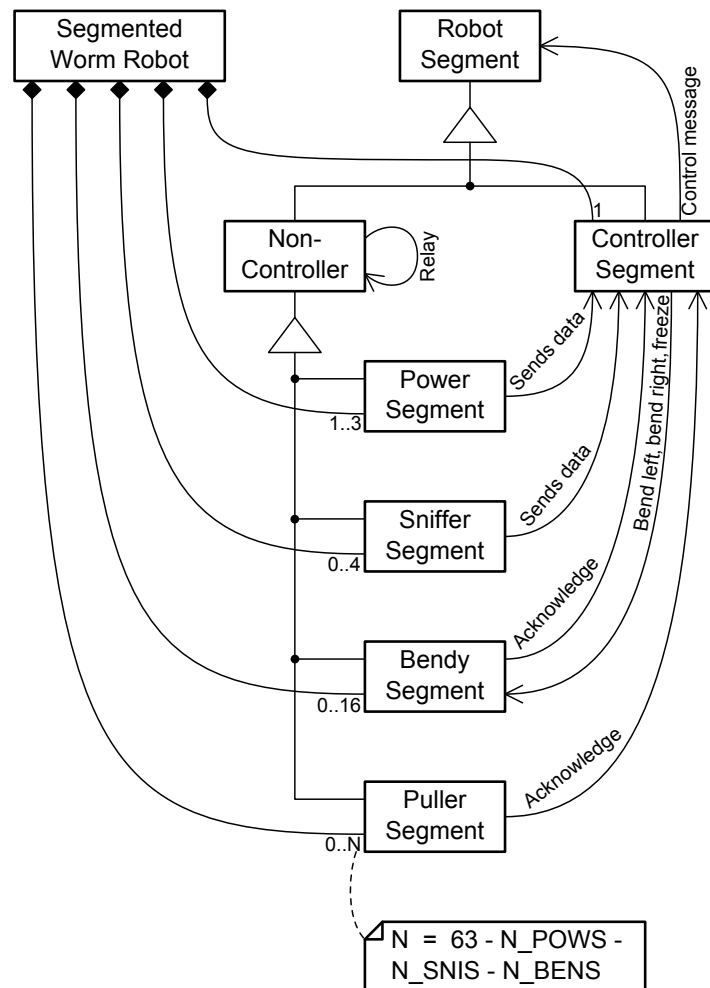 Segmented
Worm Robot
Robot
Segment
Control message
1
Non-
Controller
Relay
Controller
Segment
Power
Segment
1..3
Sends data
Bend left, bend right, freeze
Sniffer
Segment
0..4
Sends data
Bendy
Segment
0..16
Acknowledge
Puller
Segment
0..N
Acknowledge
N = 63 - N_POWS -
N_SNIS - N_BENS